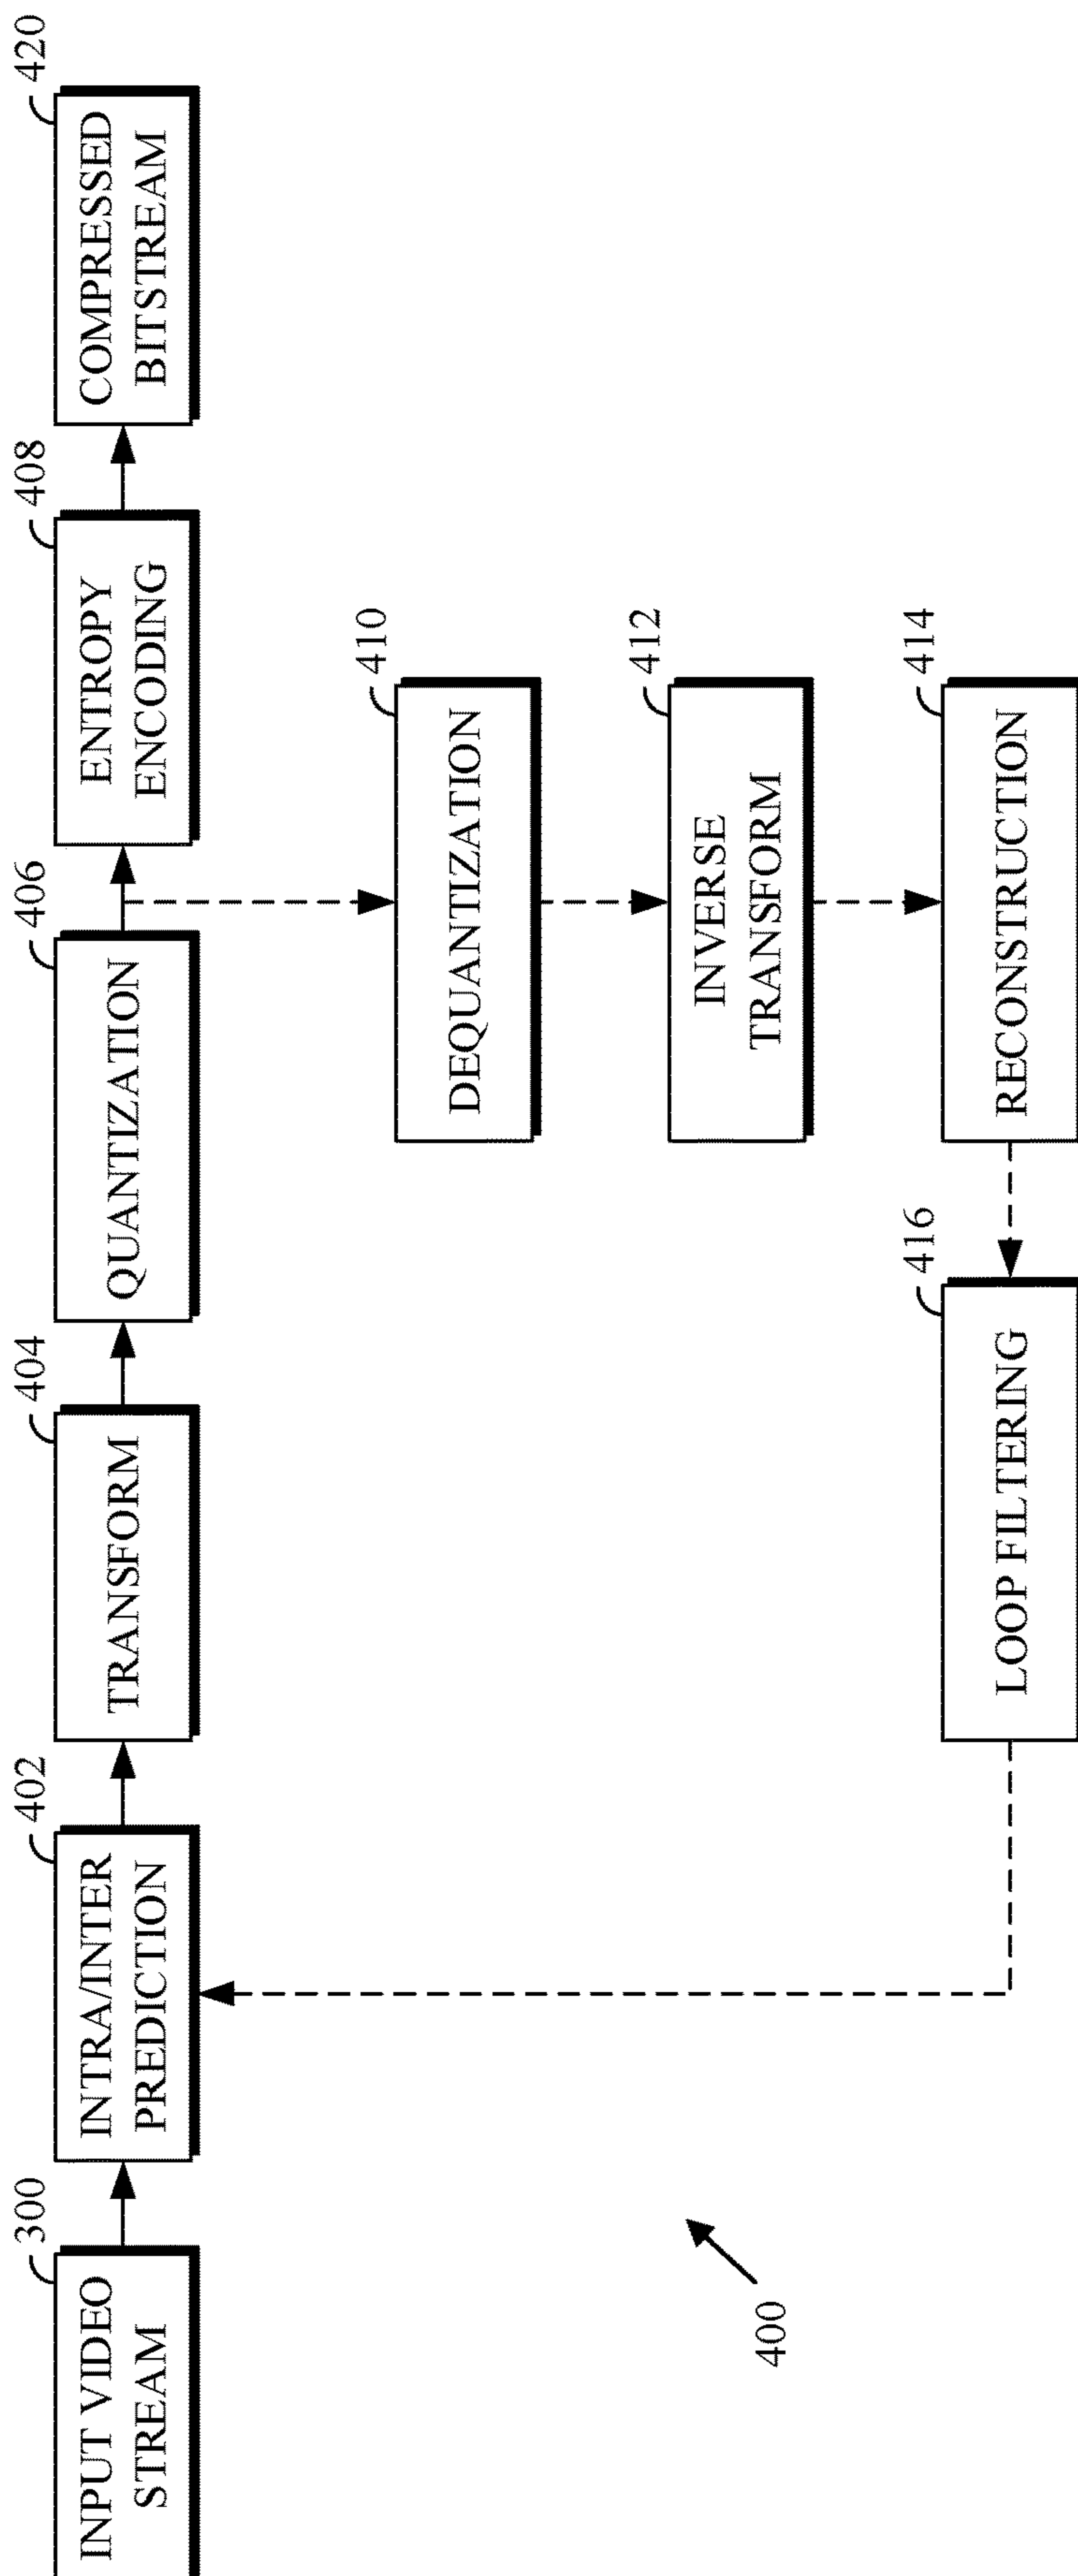 300
INPUT VIDEO
STREAM
402
INTRA/INTER
PREDICTION
404
TRANSFORM
406
QUANTIZATION
408
ENTROPY
ENCODING
420
COMPRESSED
BITSTREAM
410
DEQUANTIZATION
412
INVERSE
TRANSFORM
414
RECONSTRUCTION
416
LOOP FILTERING
400